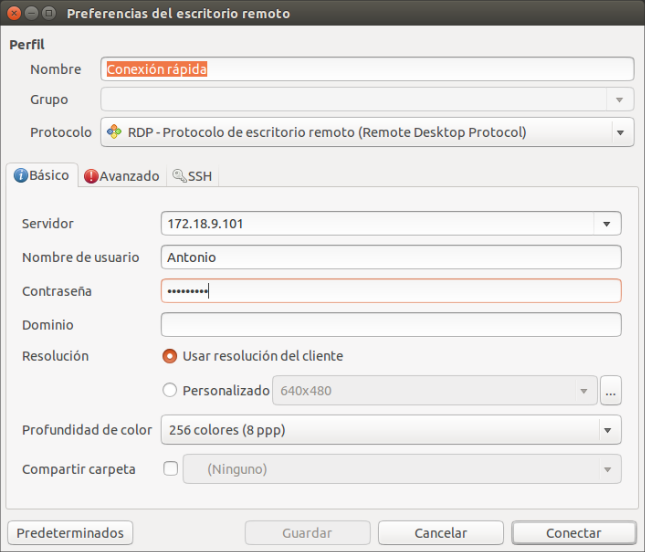 Preferencias del escritorio remoto
Perfil
Nombre Conexión rápida
Grupo
Protocolo RDP - Protocolo de escritorio remoto (Remote Desktop Protocol)
Básico Avanzado SSH
Servidor 172.18.9.101
Nombre de usuario Antonio
Contraseña •••••••••
Dominio
Resolución Usar resolución del cliente
Personalizado 640x480 ...
Profundidad de color 256 colores (8 ppp)
Compartir carpeta (Ninguno)
Predeterminados Guardar Cancelar Conectar